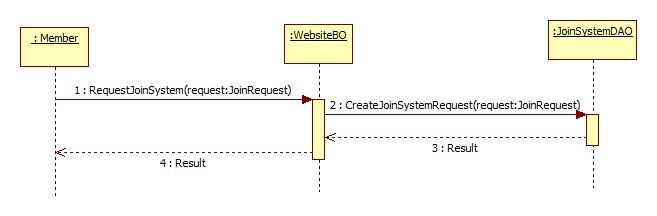 : Member
:WebsiteBO
:JoinSystemDAO
1 : RequestJoinSystem(request:JoinRequest)
2 : CreateJoinSystemRequest(request:JoinRequest)
3 : Result
4 : Result